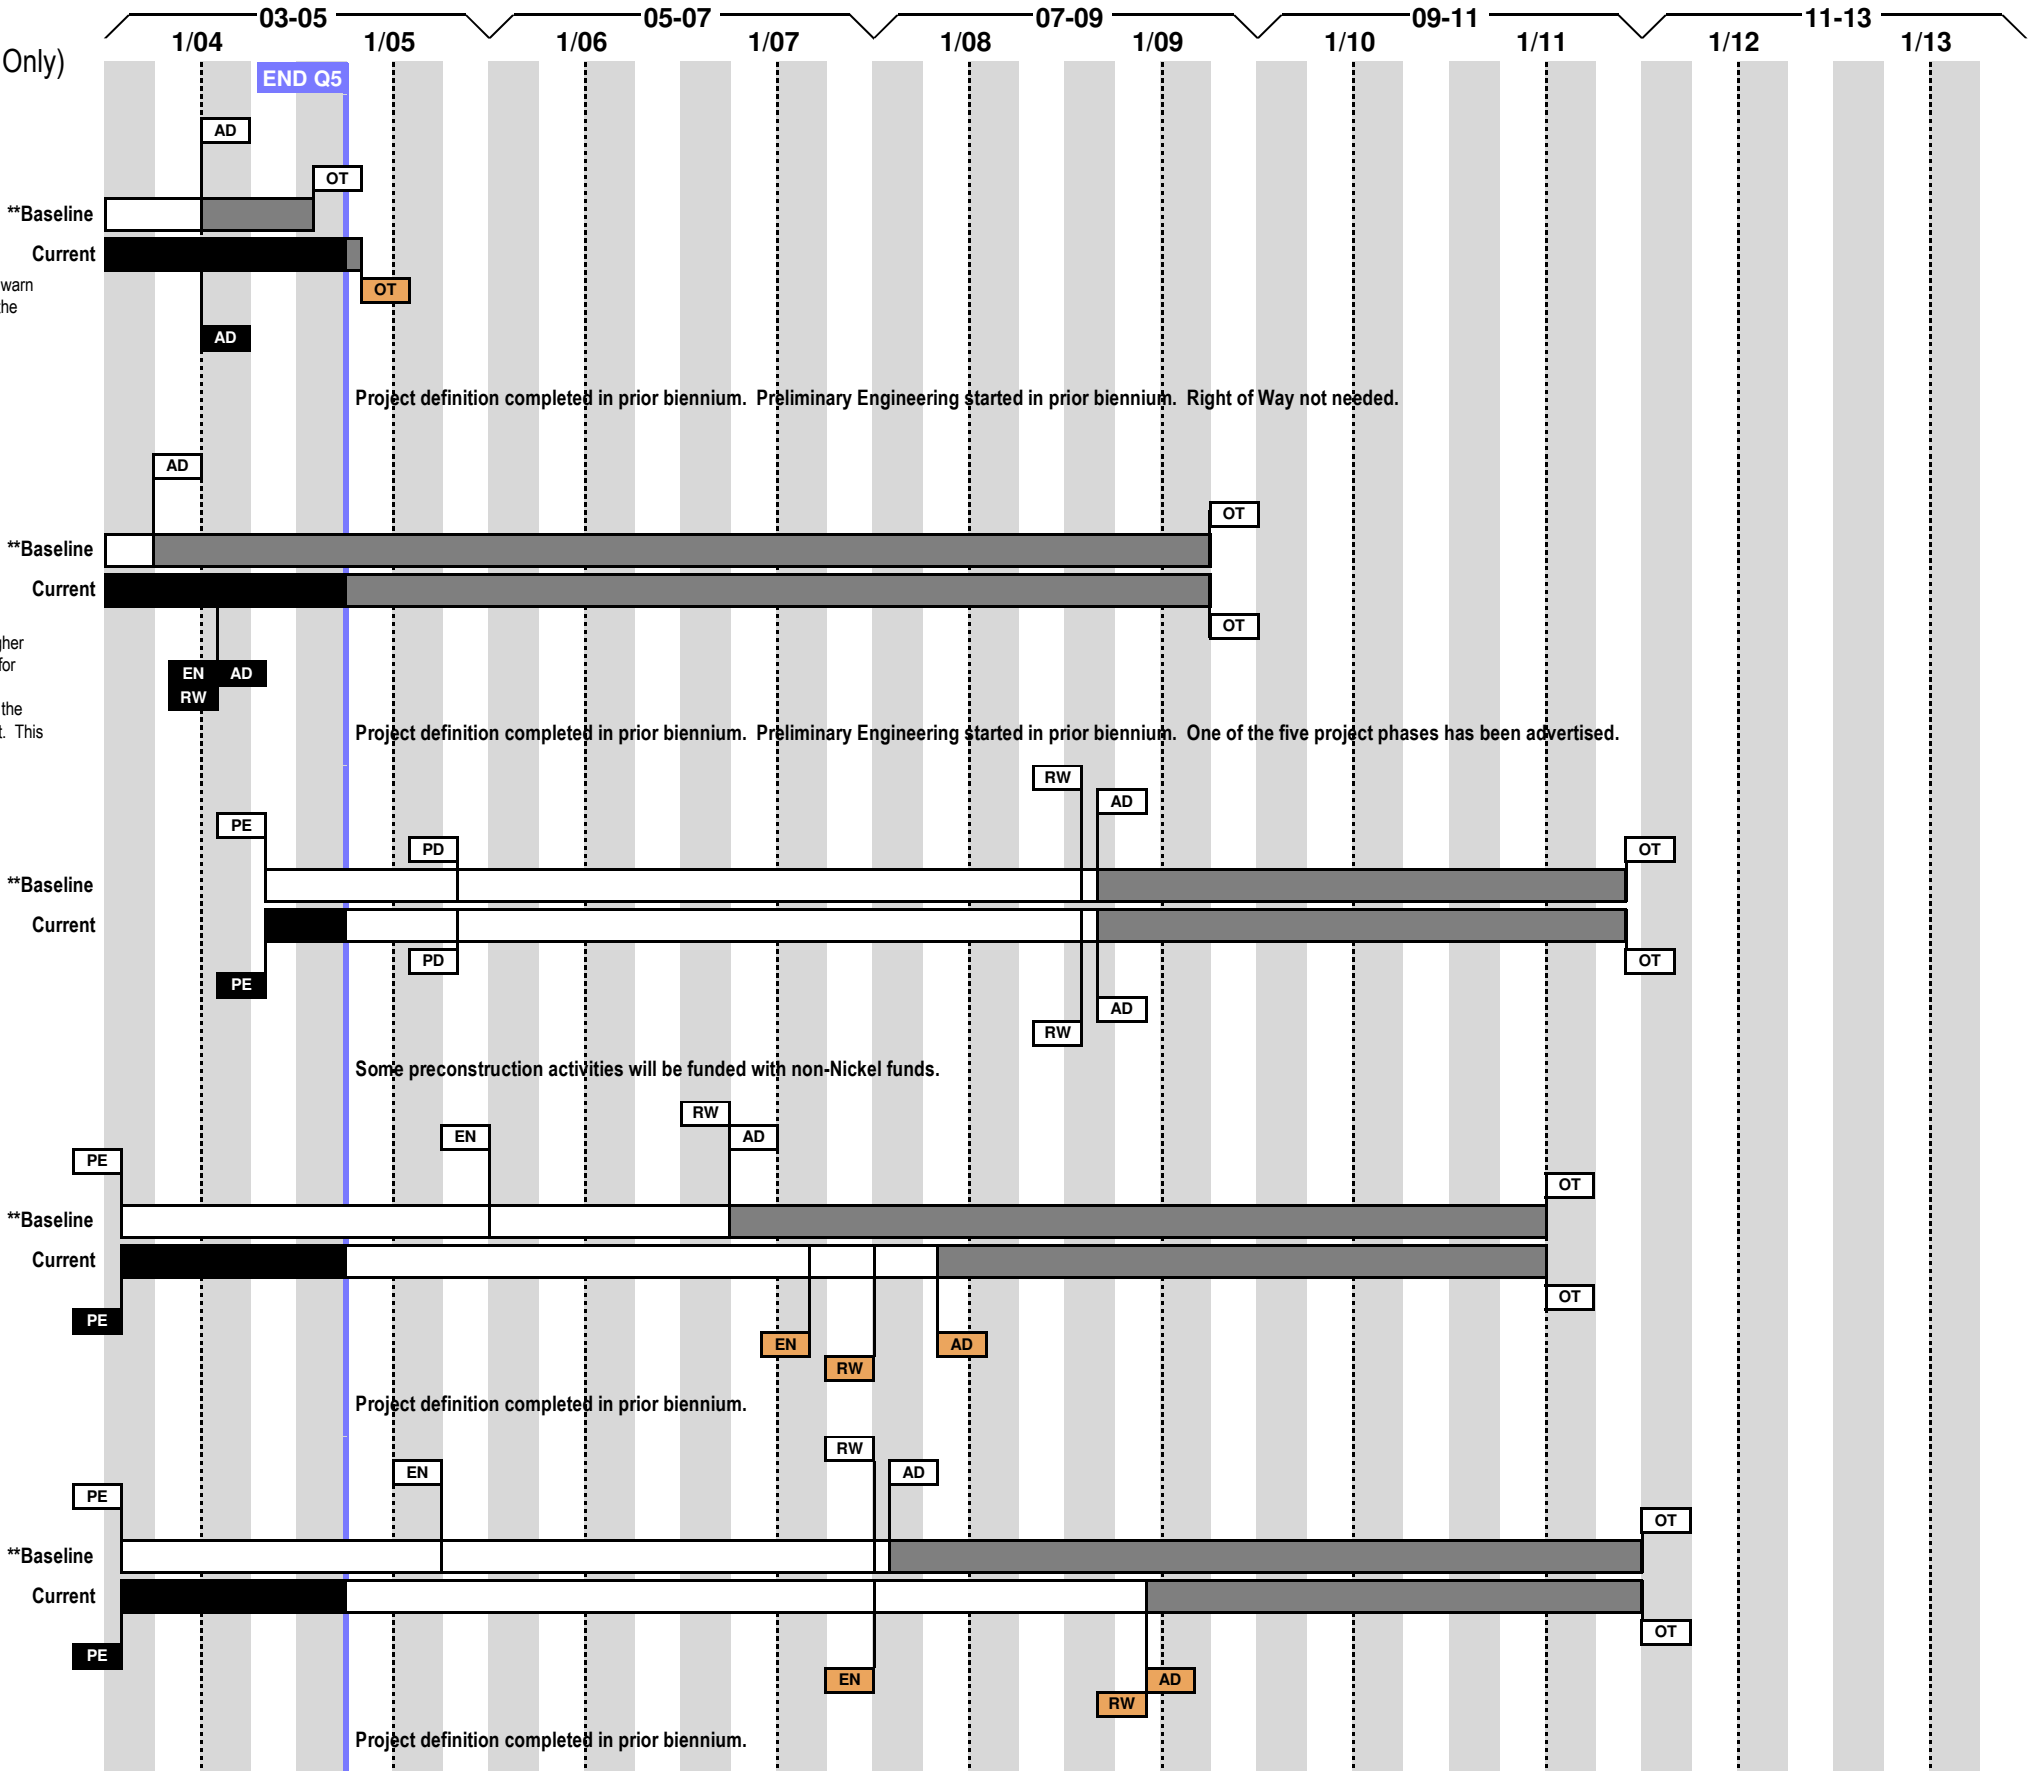 03-05 05-07 07-09 09-11 11-13
1/04 1/05 1/06 1/07 1/08 1/09 1/10 1/11 1/12 1/13
Only)
END Q5
AD
OT
**Baseline
Current
warn
OT
the
AD
Project definition completed in prior biennium. Preliminary Engineering started in prior biennium. Right of Way not needed.
AD
OT
**Baseline
Current
OT
gher
for
EN AD
RW
the
t. This
Project definition completed in prior biennium. Preliminary Engineering started in prior biennium. One of the five project phases has been advertised.
RW
AD
PE
PD OT
**Baseline
Current
PD OT
PE
AD
RW
Some preconstruction activities will be funded with non-Nickel funds.
RW
EN AD
PE
OT
**Baseline
Current
OT
PE
EN AD
RW
Project definition completed in prior biennium.
RW
EN AD
PE
OT
**Baseline
Current
OT
PE
EN AD
RW
Project definition completed in prior biennium.